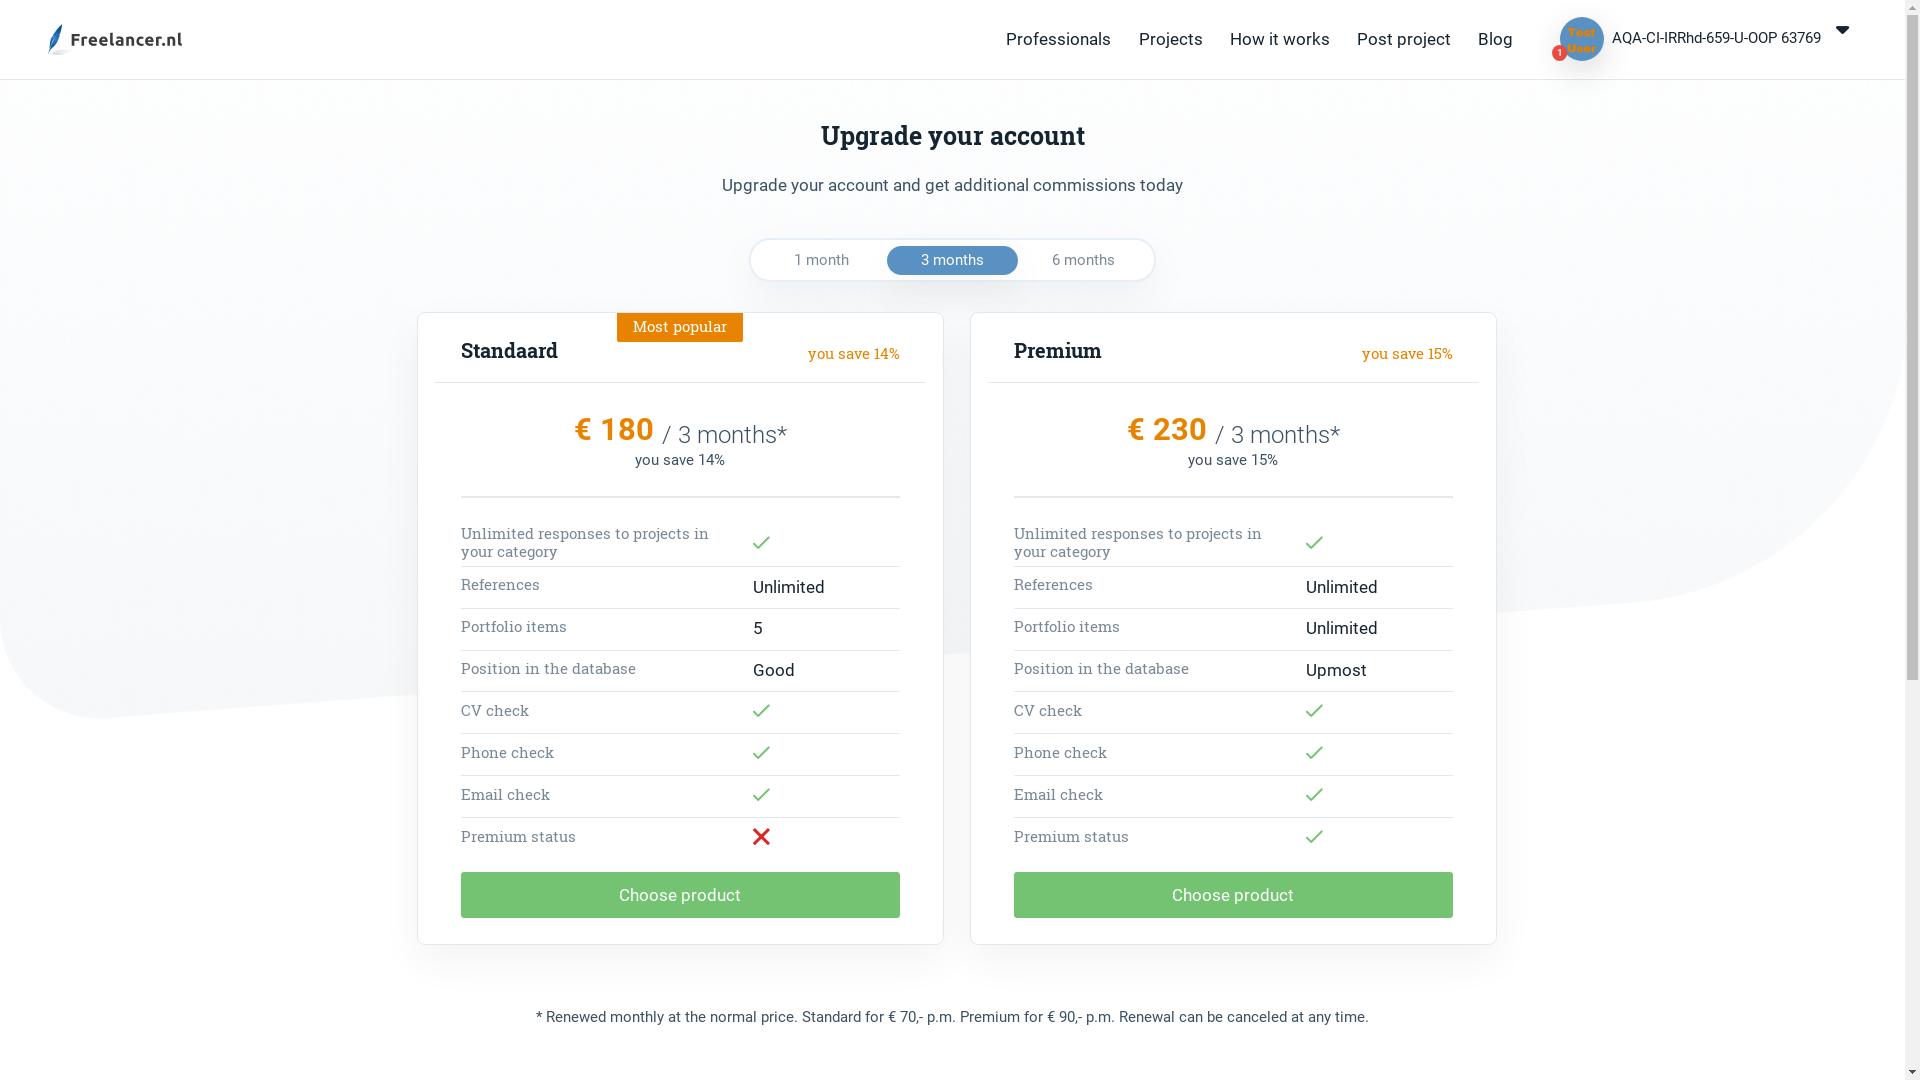 Freelancer.nl
Professionals
Projects
How it works
Post project
Blog
Test
User
1
AQA-CI-IRRhd-659-U-OOP 63769
Upgrade your account
Upgrade your account and get additional commissions today
1 month
3 months
6 months
Most popular
Standaard
you save 14%
€ 180 / 3 months*
you save 14%
Unlimited responses to projects in
your category
References
Unlimited
Portfolio items
5
Position in the database
Good
CV check
Phone check
Email check
Premium status
Choose product
Premium
you save 15%
€ 230 / 3 months*
you save 15%
Unlimited responses to projects in
your category
References
Unlimited
Portfolio items
Unlimited
Position in the database
Upmost
CV check
Phone check
Email check
Premium status
Choose product
* Renewed monthly at the normal price. Standard for € 70,- p.m. Premium for € 90,- p.m. Renewal can be canceled at any time.